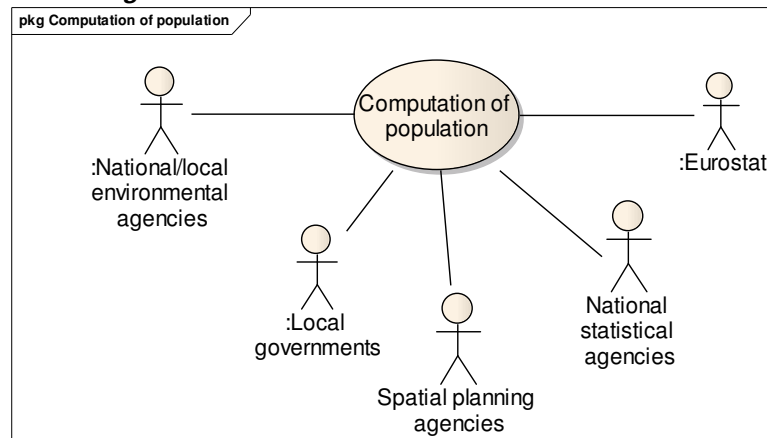 pkg Computation of population
Computation of
population
:National/local
environmental
agencies
:Eurostat
:Local
governments
National
statistical
agencies
Spatial planning
agencies